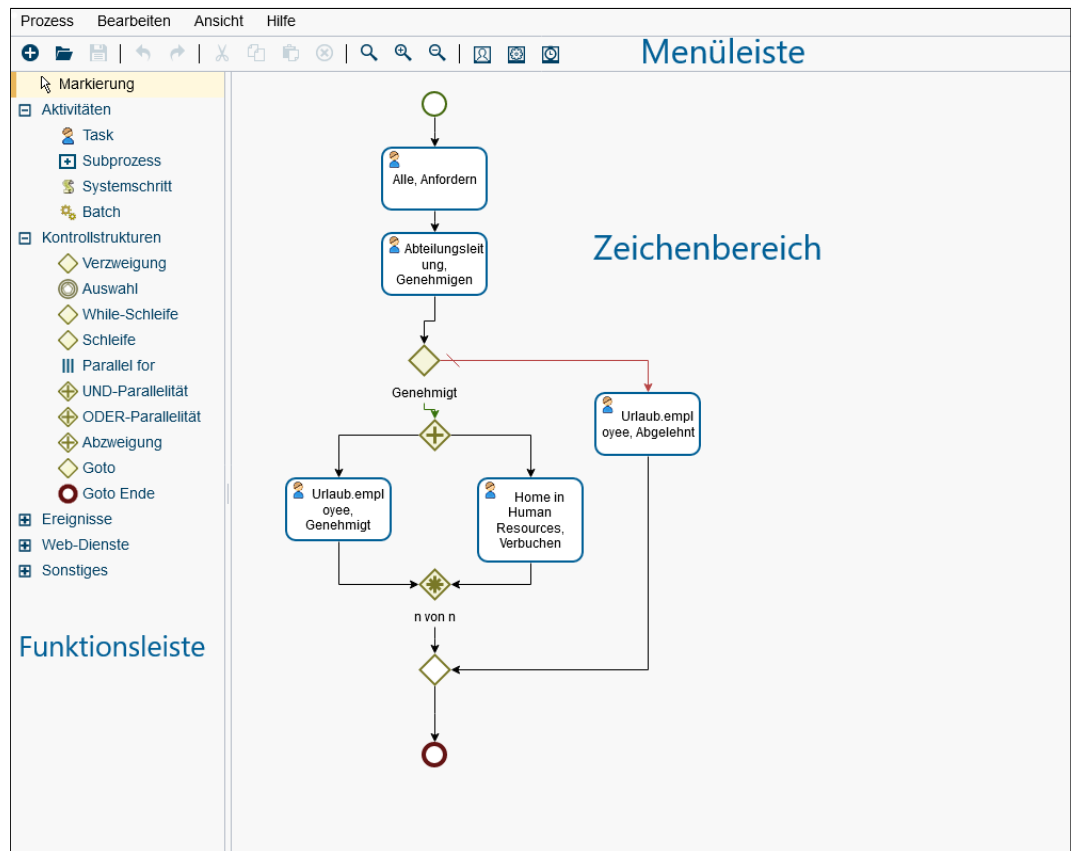 Prozess Bearbeiten Ansicht Hilfe
Menüleiste
Markierung
Aktivitäten
Task
Subprozess
Systemschritt
Batch
Kontrollstrukturen
Verzweigung
Auswahl
While-Schleife
Schleife
Parallel for
UND-Parallelität
ODER-Parallelität
Abzweigung
Goto
Goto Ende
Ereignisse
Web-Dienste
Sonstiges
Funktionsleiste
Zeichenbereich
Alle, Anfordern
Abteilungsleit
ung,
Genehmigen
Genehmigt
Urlaub.empl
oyee, Abgelehnt
Urlaub.empl
oyee,
Genehmigt
Home in
Human
Resources,
Verbuchen
n von n